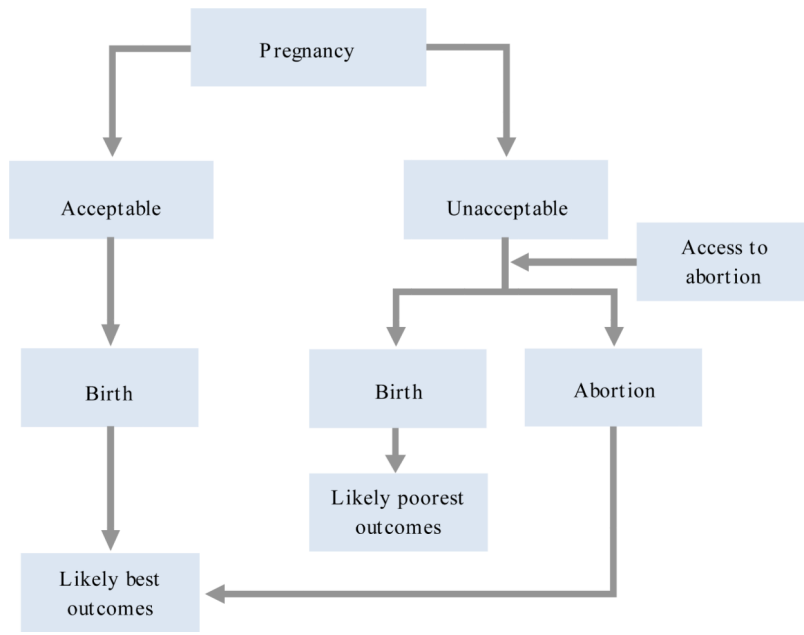 Pregnancy
Acceptable
Unacceptable
Access to
abortion
Birth
Birth
Abortion
Likely poorest
outcomes
Likely best
outcomes